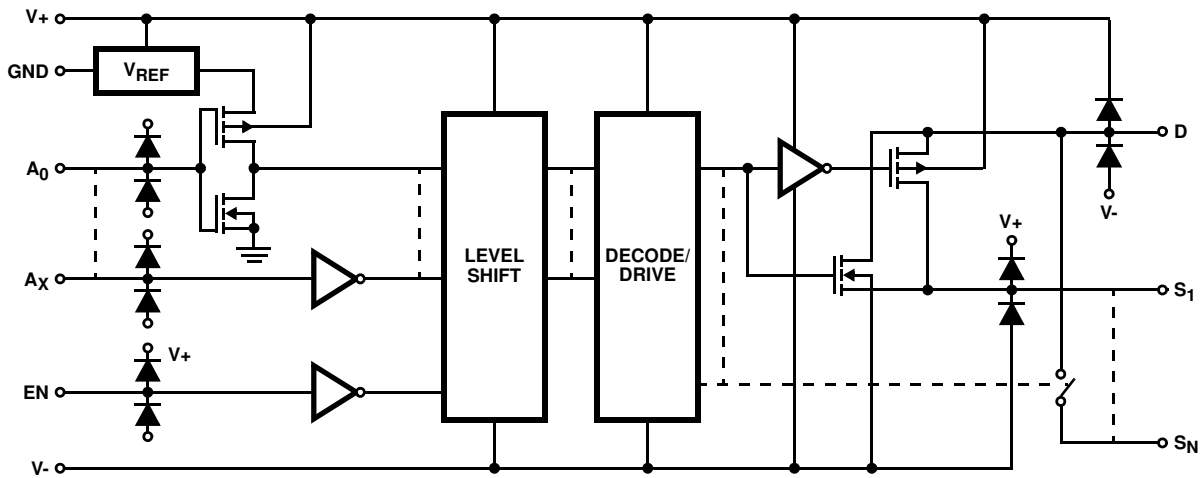 V+
GND
VREF
A0
AX
V+
EN
V-
LEVEL
SHIFT
DECODE/
DRIVE
D
V-
V+
S1
SN